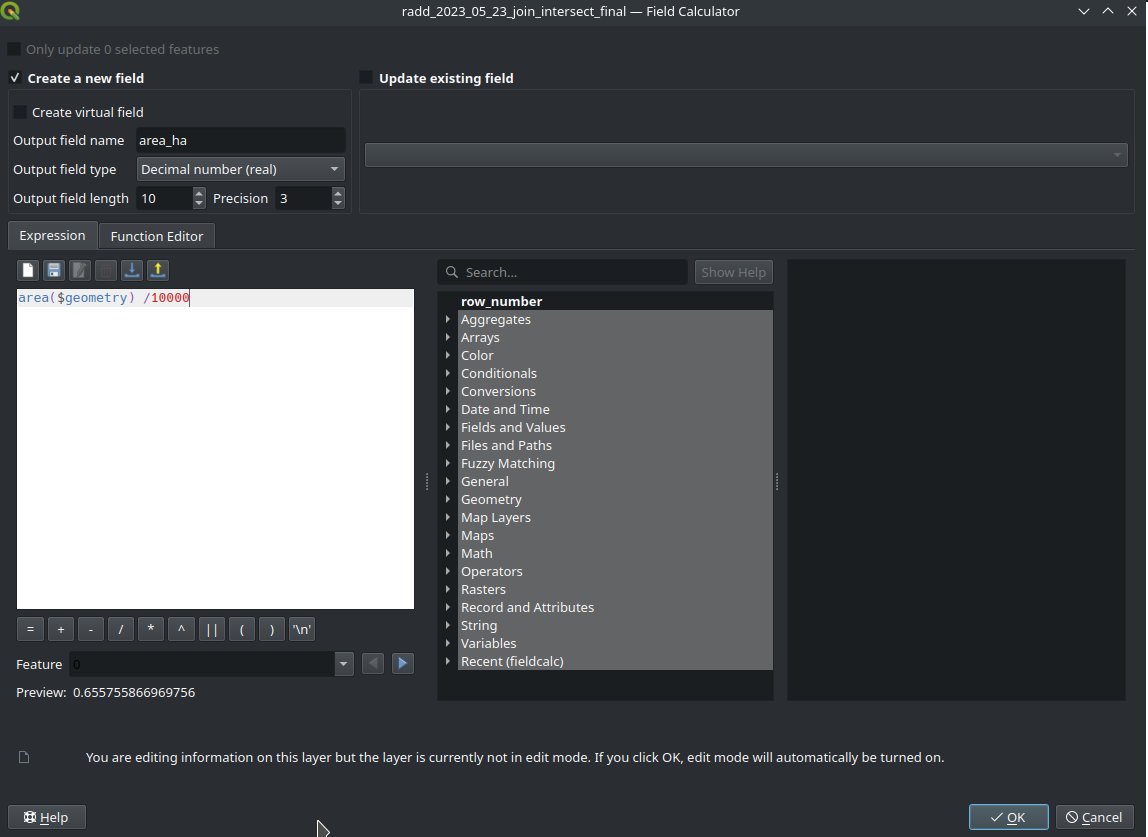 radd_2023_05_23_join_intersect_final — Field Calculator
Only update 0 selected features
✓ Create a new field
Update existing field
Create virtual field
Output field name area_ha
Output field type Decimal number (real)
Output field length 10 Precision 3
Expression Function Editor
Search... Show Help
area($geometry) /10000
row_number
Aggregates
Arrays
Color
Conditionals
Conversions
Date and Time
Fields and Values
Files and Paths
Fuzzy Matching
General
Geometry
Map Layers
Maps
Math
Operators
Rasters
Record and Attributes
String
Variables
Recent (fieldcalc)
= + - / * ^ || ( ) '\n'
Feature 0
Preview: 0.655755866969756
You are editing information on this layer but the layer is currently not in edit mode. If you click OK, edit mode will automatically be turned on.
Help
OK Cancel